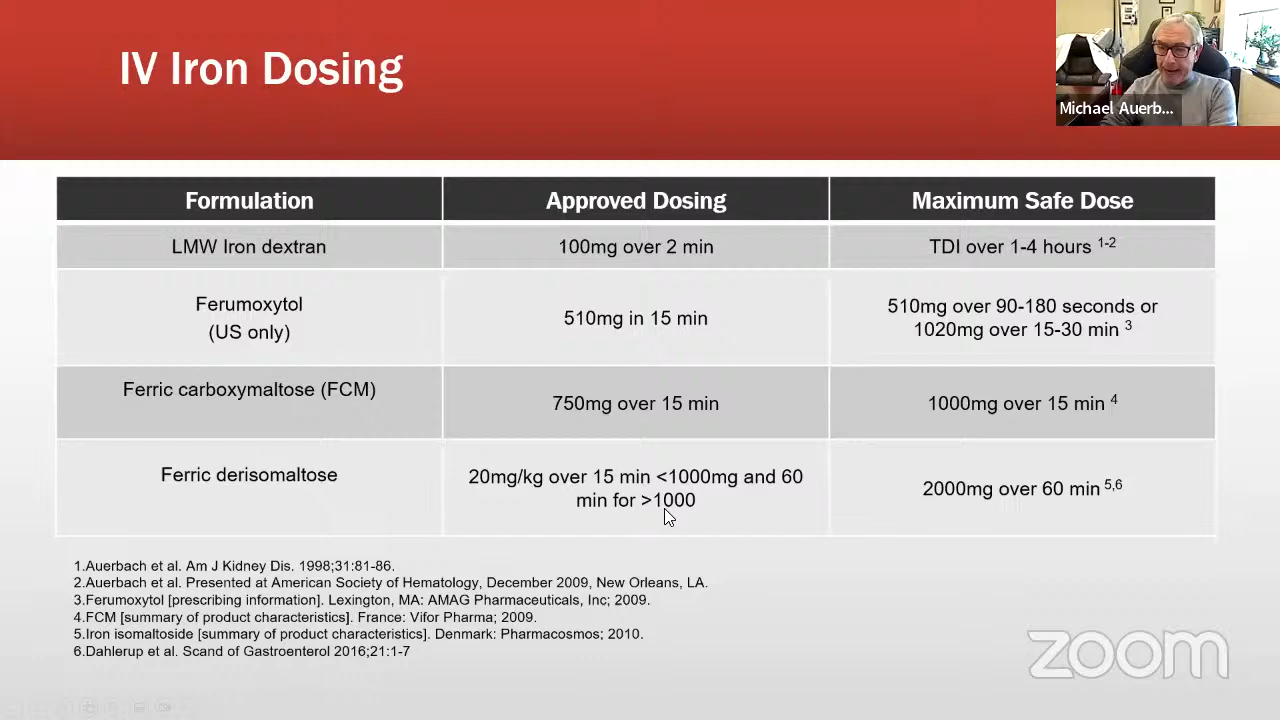 IV Iron Dosing
Michael Auerb...
Formulation
Approved Dosing
Maximum Safe Dose
LMW Iron dextran
100mg over 2 min
TDI over 1-4 hours 1-2
Ferumoxytol
(US only)
510mg in 15 min
510mg over 90-180 seconds or
1020mg over 15-30 min 3
Ferric carboxymaltose (FCM)
750mg over 15 min
1000mg over 15 min 4
Ferric derisomaltose
20mg/kg over 15 min <1000mg and 60
min for >1000
2000mg over 60 min 5,6
1.Auerbach et al. Am J Kidney Dis. 1998;31:81-86.
2.Auerbach et al. Presented at American Society of Hematology, December 2009, New Orleans, LA.
3.Ferumoxytol [prescribing information]. Lexington, MA: AMAG Pharmaceuticals, Inc; 2009.
4.FCM [summary of product characteristics]. France: Vifor Pharma; 2009.
5.Iron isomaltoside [summary of product characteristics]. Denmark: Pharmacosmos; 2010.
6.Dahlerup et al. Scand of Gastroenterol 2016;21:1-7
zoom